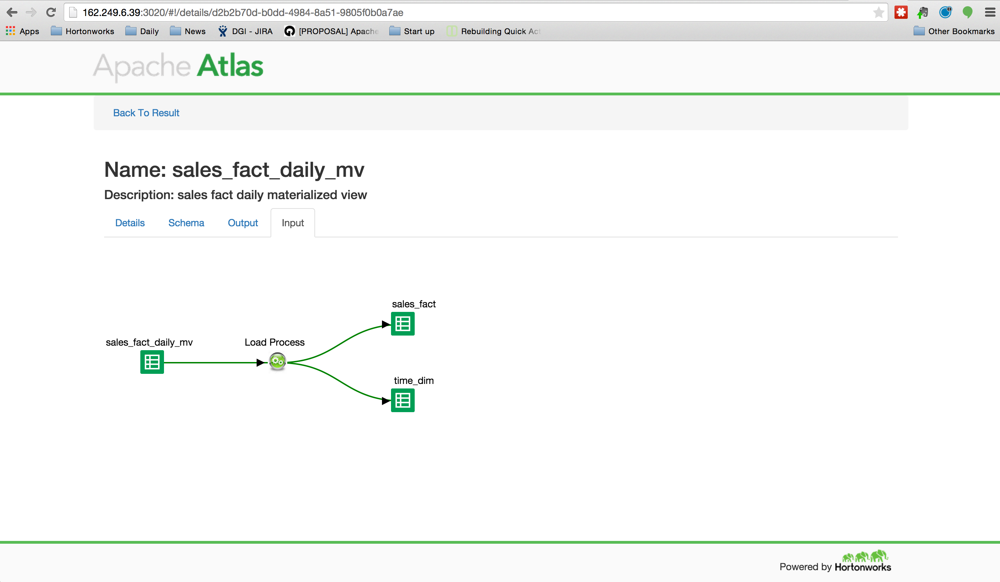 162.249.6.39:3020/#!/details/d2b2b70d-b0dd-4984-8a51-9805f0b0a7ae
Apps Hortonworks Daily News DGI - JIRA [PROPOSAL] Apache Start up Rebuilding Quick Act Other Bookmarks
Apache Atlas
Back To Result
Name: sales_fact_daily_mv
Description: sales fact daily materialized view
Details Schema Output Input
sales_fact
sales_fact_daily_mv Load Process
time_dim
Powered by Hortonworks